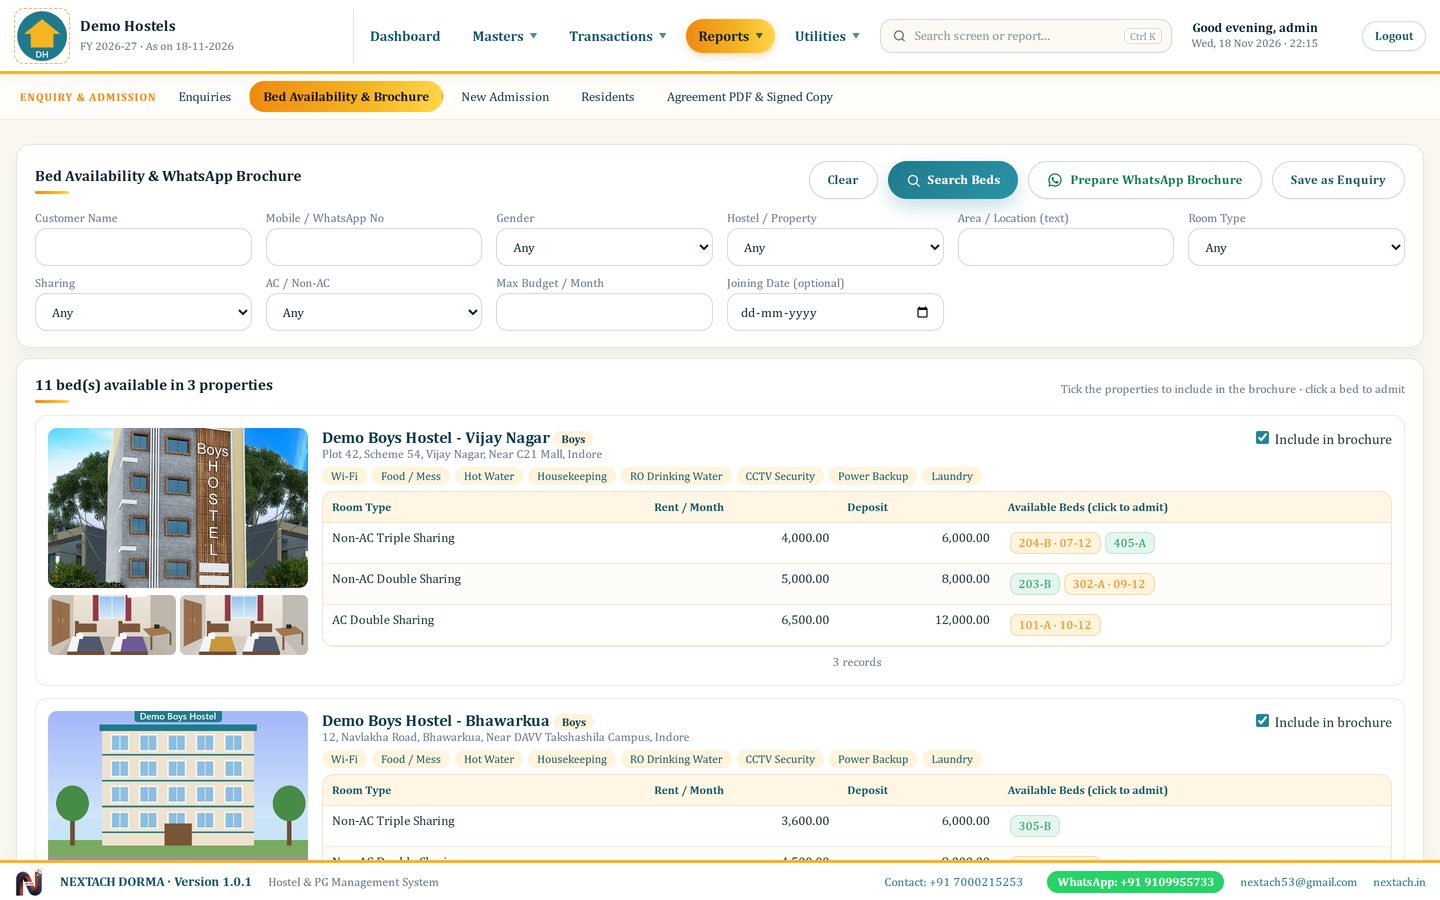 DH
Demo Hostels
FY 2026-27 · As on 18-11-2026
Dashboard
Masters
Transactions
Reports
Utilities
Search screen or report...
Ctrl K
Good evening, admin
Wed, 18 Nov 2026 · 22:15
Logout
ENQUIRY & ADMISSION
Enquiries
Bed Availability & Brochure
New Admission
Residents
Agreement PDF & Signed Copy
Bed Availability & WhatsApp Brochure
Clear
Search Beds
Prepare WhatsApp Brochure
Save as Enquiry
Customer Name
Mobile / WhatsApp No
Gender
Hostel / Property
Area / Location (text)
Room Type
Any
Any
Any
Sharing
AC / Non-AC
Max Budget / Month
Joining Date (optional)
Any
Any
dd-mm-yyyy
11 bed(s) available in 3 properties
Tick the properties to include in the brochure · click a bed to admit
Boys
HOSTEL
Demo Boys Hostel - Vijay Nagar
Boys
Include in brochure
Plot 42, Scheme 54, Vijay Nagar, Near C21 Mall, Indore
Wi-Fi
Food / Mess
Hot Water
Housekeeping
RO Drinking Water
CCTV Security
Power Backup
Laundry
Room Type
Rent / Month
Deposit
Available Beds (click to admit)
Non-AC Triple Sharing
4,000.00
6,000.00
204-B · 07-12
405-A
Non-AC Double Sharing
5,000.00
8,000.00
203-B
302-A · 09-12
AC Double Sharing
6,500.00
12,000.00
101-A · 10-12
3 records
Demo Boys Hostel
Demo Boys Hostel - Bhawarkua
Boys
Include in brochure
12, Navlakha Road, Bhawarkua, Near DAVV Takshashila Campus, Indore
Wi-Fi
Food / Mess
Hot Water
Housekeeping
RO Drinking Water
CCTV Security
Power Backup
Laundry
Room Type
Rent / Month
Deposit
Available Beds (click to admit)
Non-AC Triple Sharing
3,600.00
6,000.00
305-B
NEXTACH DORMA · Version 1.0.1
Hostel & PG Management System
Contact: +91 7000215253
WhatsApp: +91 9109955733
nextach53@gmail.com
nextach.in